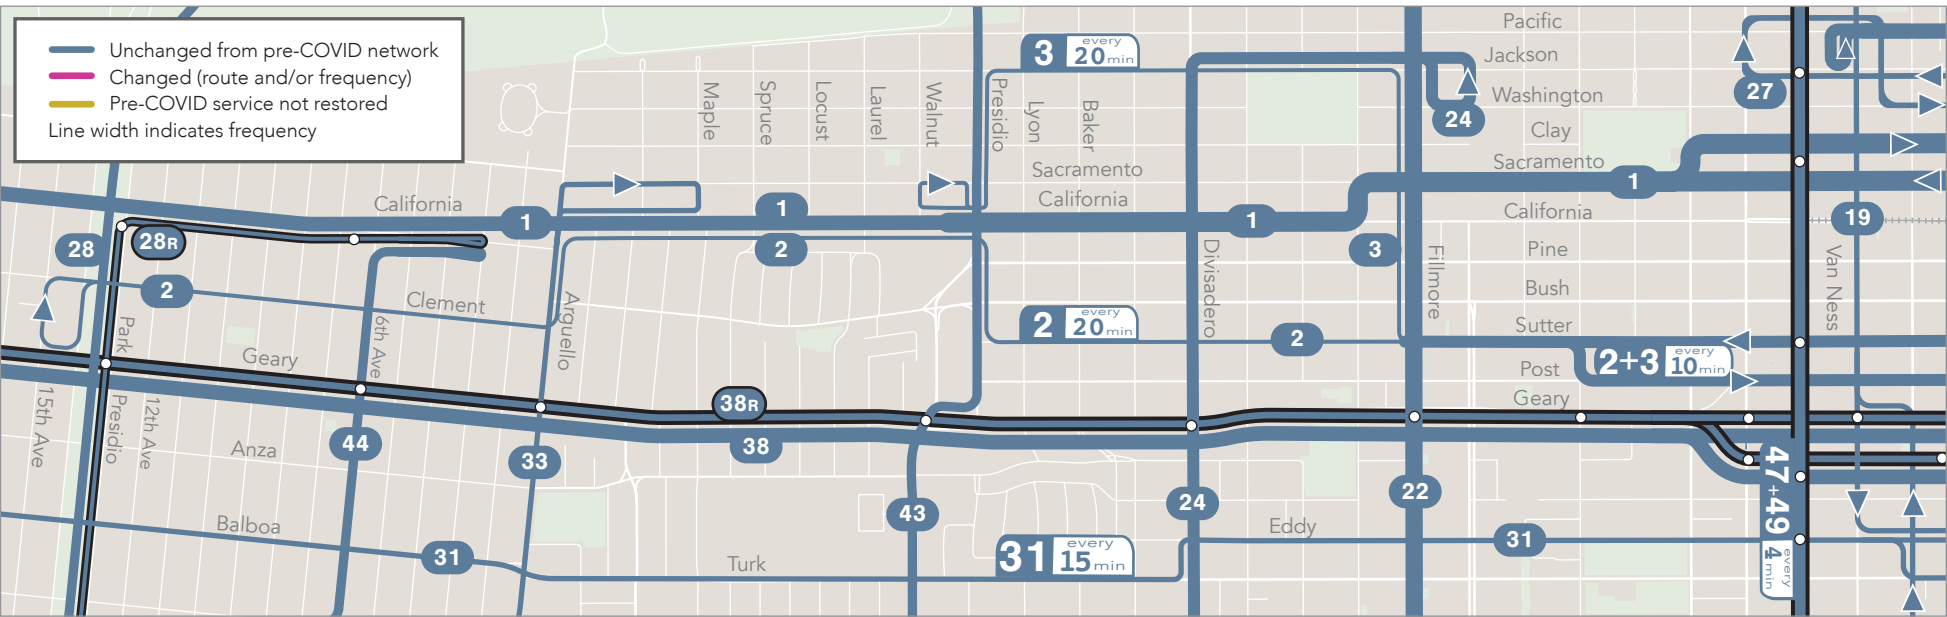 Unchanged from pre-COVID network
Changed (route and/or frequency)
Pre-COVID service not restored
Line width indicates frequency
Pacific
Jackson
Washington
Clay
Sacramento
California
Pine
Bush
Sutter
Post
Geary
3 every 20 min
24
27
Maple
Spruce
Locust
Laurel
Walnut
Presidio
Lyon
Baker
Sacramento
California
California
1
1
1
1
19
28
28R
2
2
3
Divisadero
Fillmore
Van Ness
2
Clement
Arguello
Park
Presidio
6th Ave
2 every 20 min
2+3 every 10 min
Geary
15th Ave
12th Ave
38R
38
44
33
Anza
43
24
22
47+49 every 4 min
Balboa
31
Turk
31 every 15 min
Eddy
31